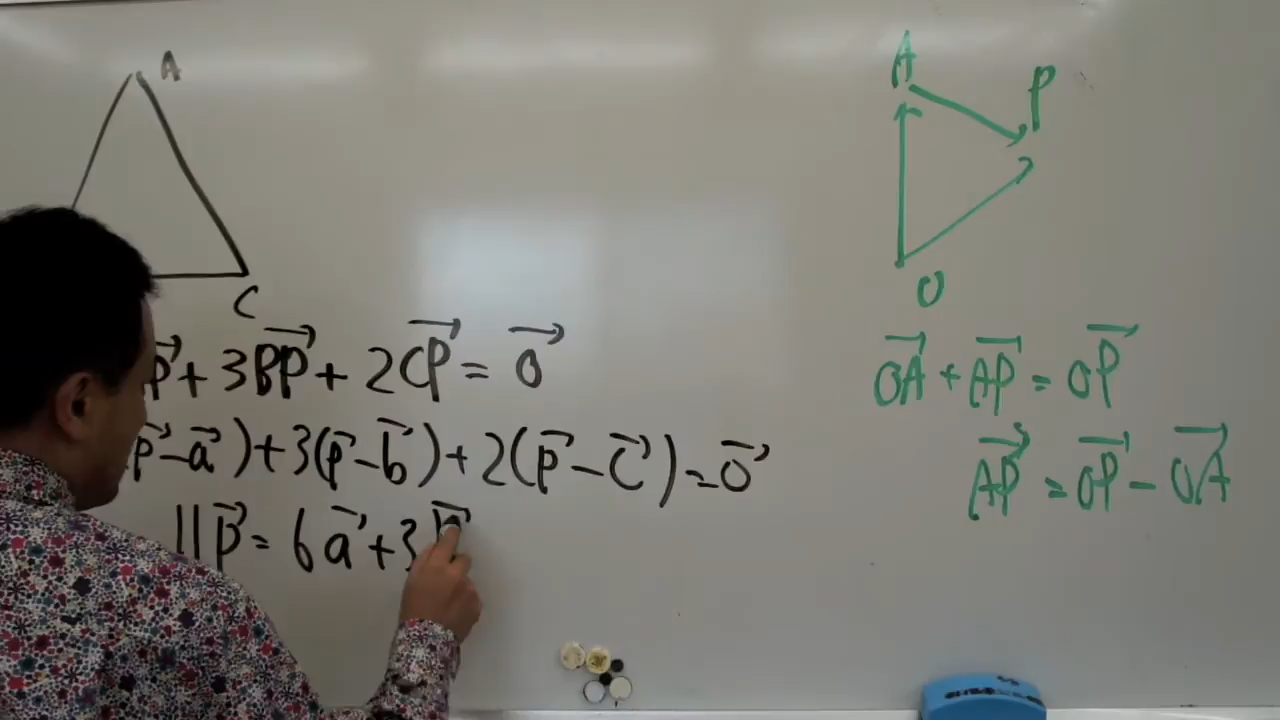 A
C
P⃗ + 3BP⃗ + 2CP⃗ = 0⃗
p⃗ - a⃗) + 3(p⃗ - b⃗) + 2(p⃗ - c⃗) = 0⃗
11p⃗ = 6a⃗ + 3
A
P
O
OA⃗ + AP⃗ = OP⃗
AP⃗ = OP⃗ - OA⃗